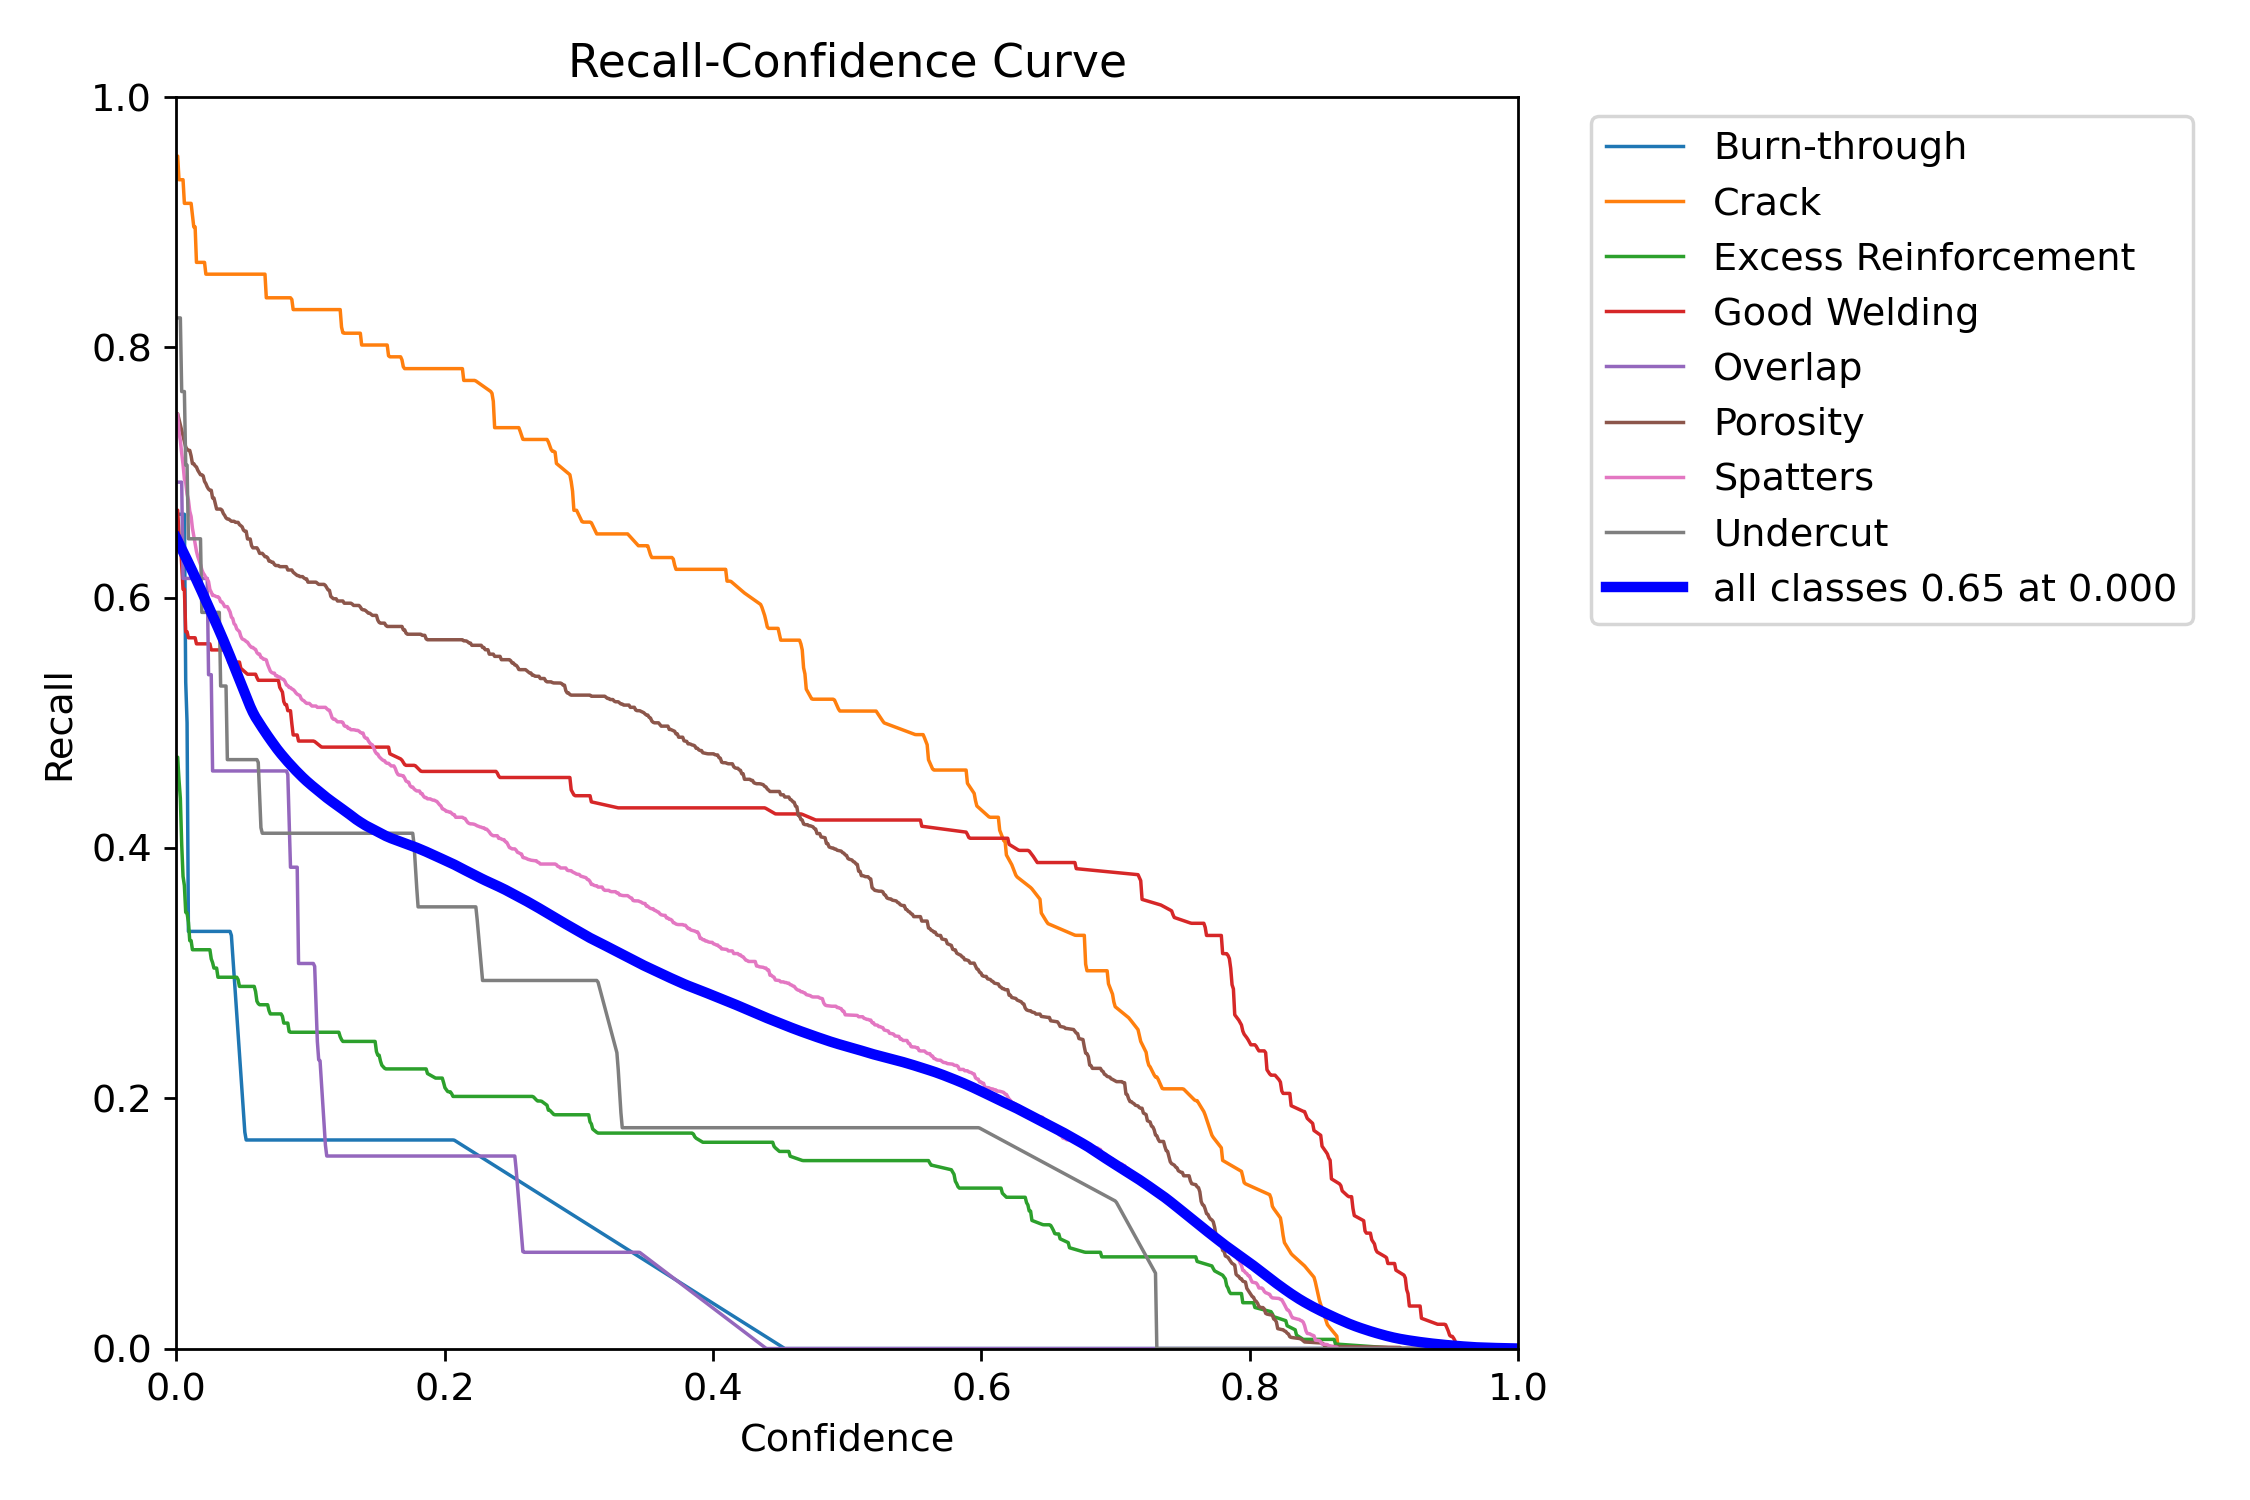 Recall-Confidence Curve
1.0
0.8
0.6
0.4
0.2
0.0
Recall
0.0 0.2 0.4 0.6 0.8 1.0
Confidence
Burn-through
Crack
Excess Reinforcement
Good Welding
Overlap
Porosity
Spatters
Undercut
all classes 0.65 at 0.000